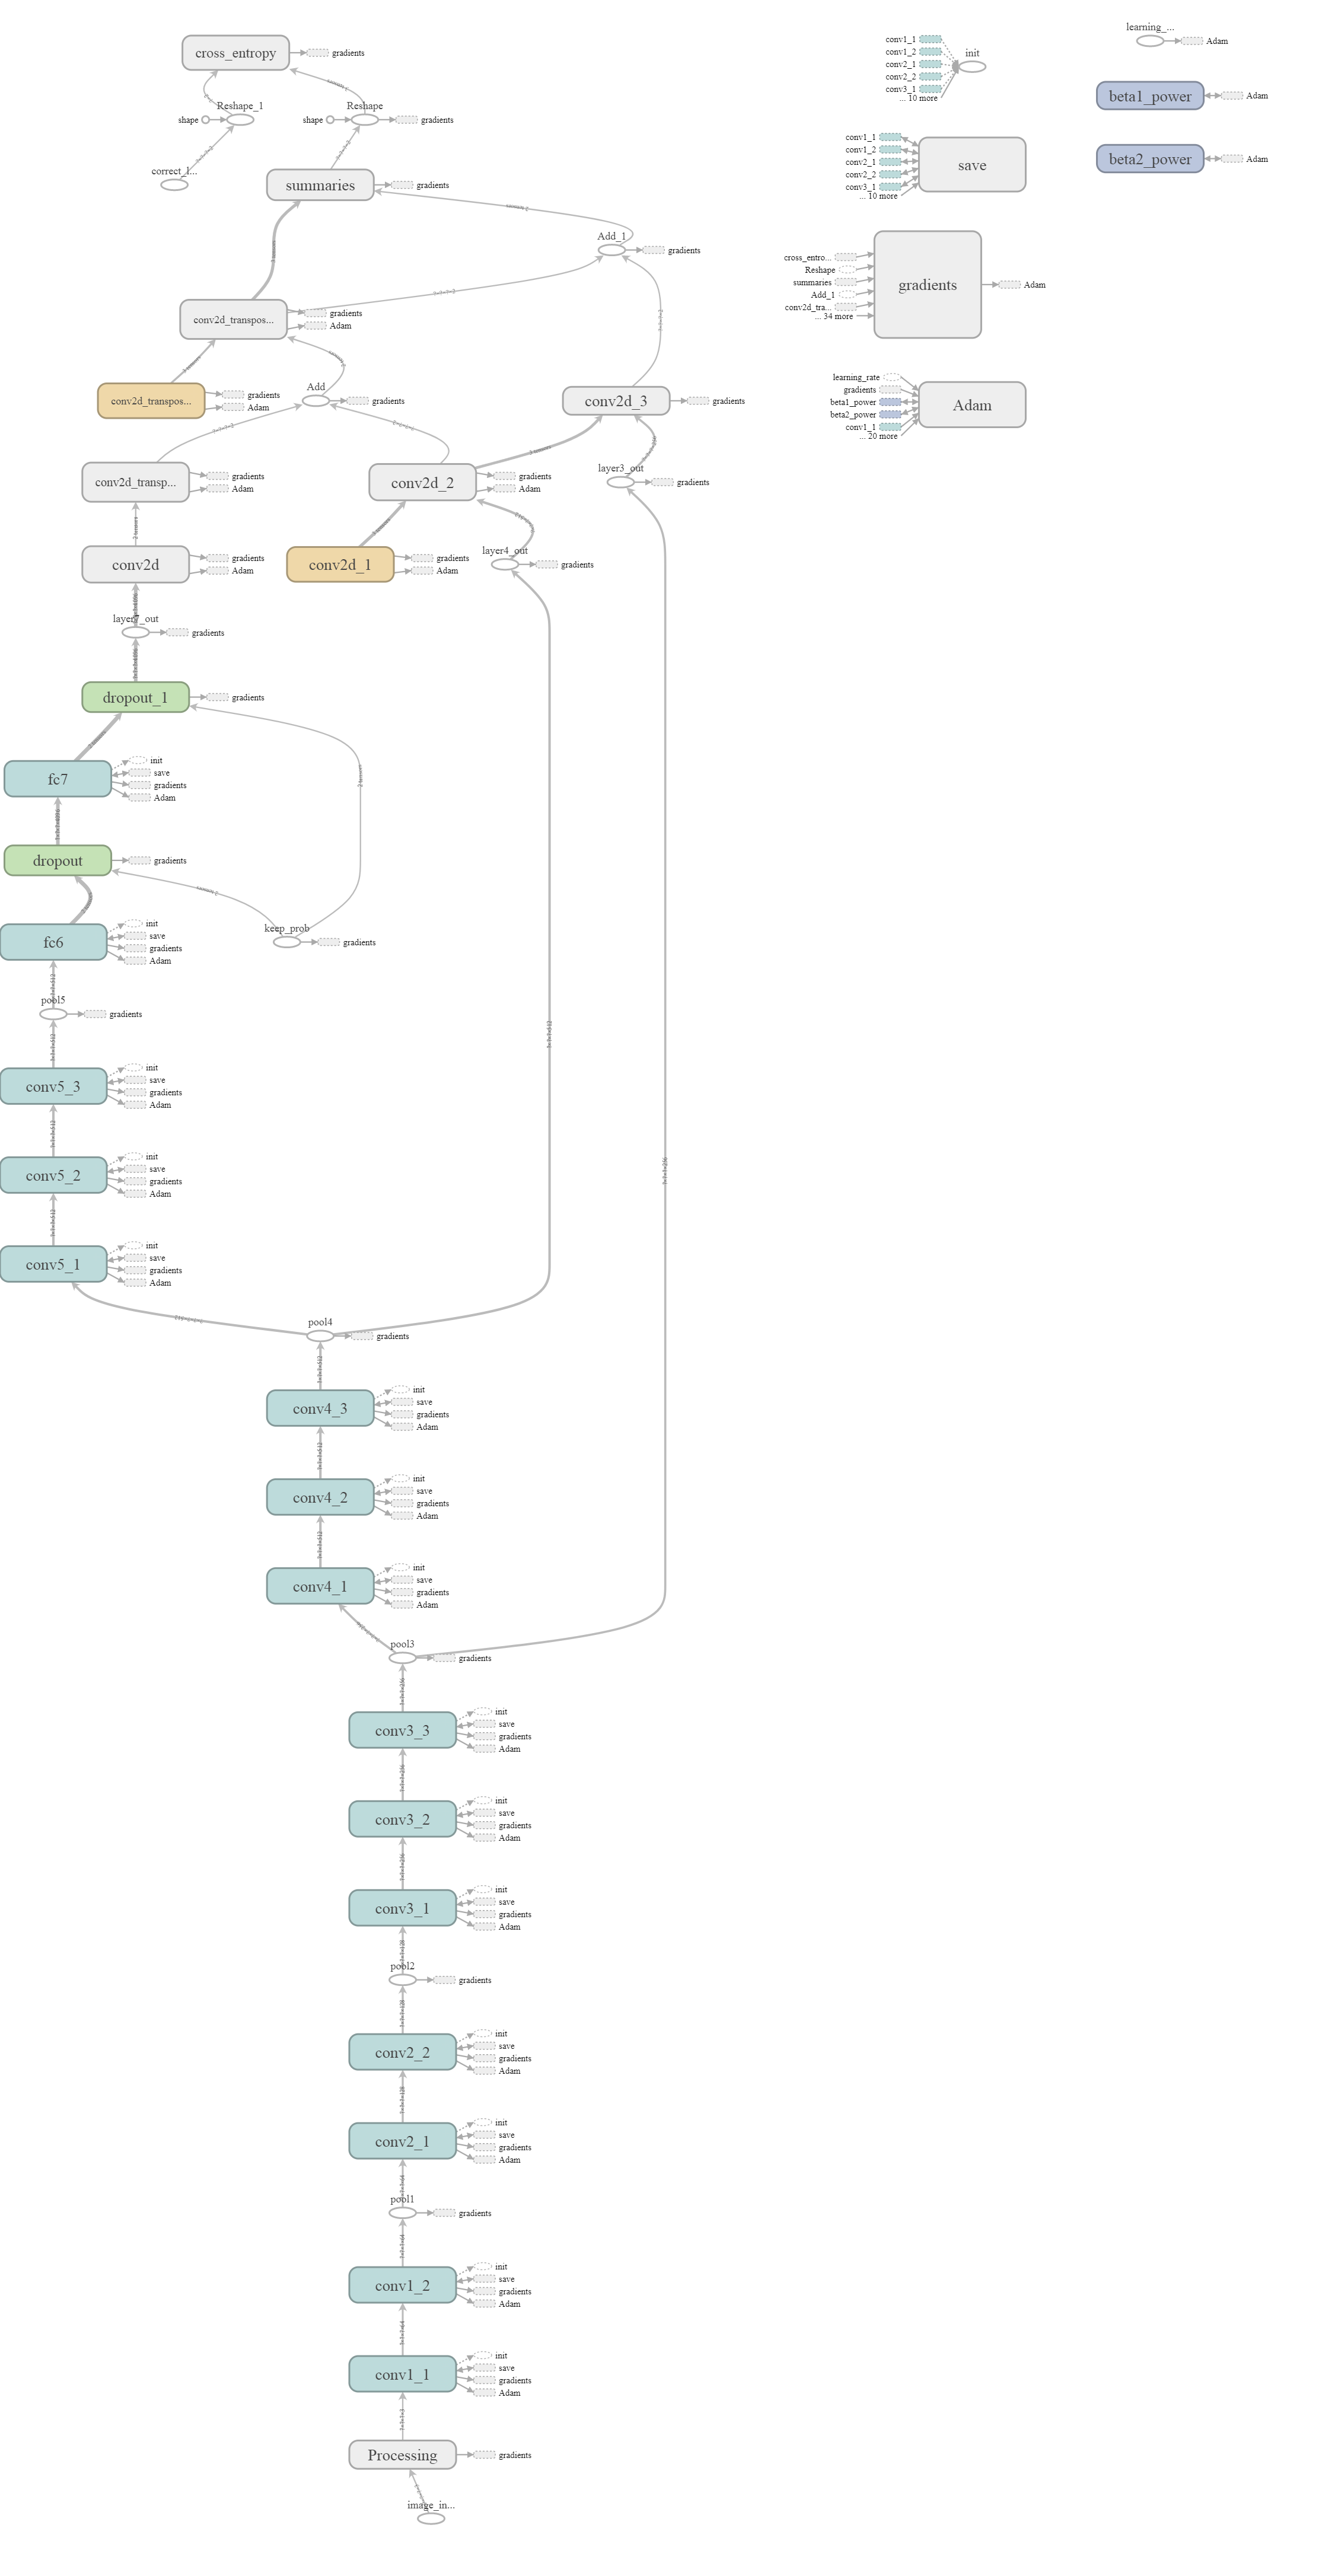 cross_entropy
gradients
Reshape_1
shape
Reshape
shape
gradients
correct_l...
summaries
gradients
Add_1
gradients
conv2d_transpos...
gradients
Adam
conv2d_transpos...
gradients
Adam
Add
gradients
conv2d_3
gradients
conv2d_transp...
gradients
Adam
conv2d_2
gradients
Adam
layer3_out
gradients
conv2d
gradients
Adam
conv2d_1
gradients
Adam
layer4_out
gradients
layer7_out
gradients
dropout_1
gradients
fc7
init
save
gradients
Adam
dropout
gradients
fc6
init
save
gradients
Adam
keep_prob
gradients
pool5
gradients
conv5_3
init
save
gradients
Adam
conv5_2
init
save
gradients
Adam
conv5_1
init
save
gradients
Adam
pool4
gradients
conv4_3
init
save
gradients
Adam
conv4_2
init
save
gradients
Adam
conv4_1
init
save
gradients
Adam
pool3
gradients
conv3_3
init
save
gradients
Adam
conv3_2
init
save
gradients
Adam
conv3_1
init
save
gradients
Adam
pool2
gradients
conv2_2
init
save
gradients
Adam
conv2_1
init
save
gradients
Adam
pool1
gradients
conv1_2
init
save
gradients
Adam
conv1_1
init
save
gradients
Adam
Processing
gradients
image_in...
conv1_1
conv1_2
conv2_1
conv2_2
conv3_1
... 10 more
init
conv1_1
conv1_2
conv2_1
conv2_2
conv3_1
... 10 more
save
cross_entro...
Reshape
summaries
Add_1
conv2d_tra...
... 34 more
gradients
Adam
learning_rate
gradients
beta1_power
beta2_power
conv1_1
... 20 more
Adam
learning_...
Adam
beta1_power
Adam
beta2_power
Adam